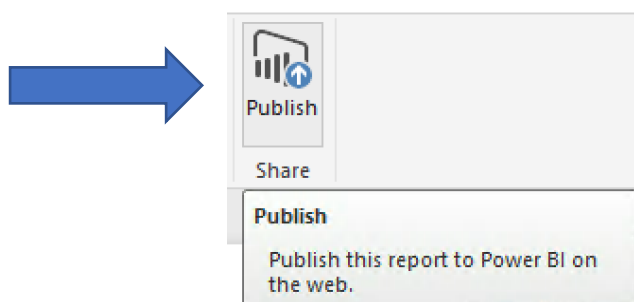 Publish
Share
Publish
Publish this report to Power BI on
the web.